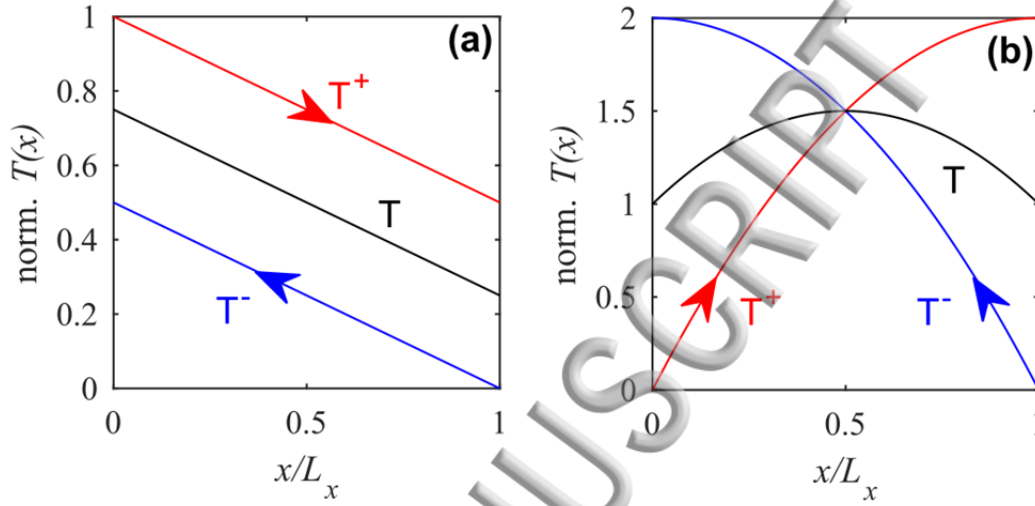 (a)
norm. T(x)
1
0.8
0.6
0.4
0.2
0
T+
T
T-
0
0.5
1
x/Lx
(b)
norm. T(x)
2
1.5
1
0.5
0
T
T+
T-
0
0.5
x/Lx
USCRIPT